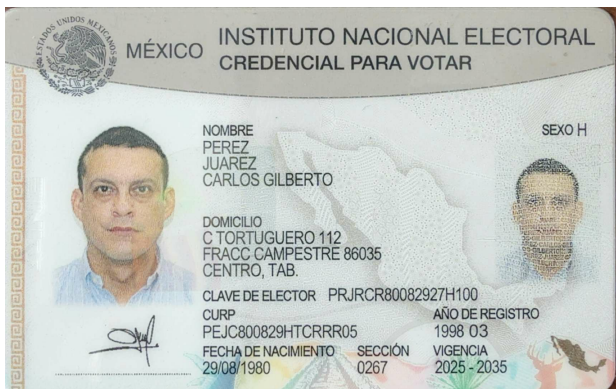 ESTADOS UNIDOS MEXICANOS
MÉXICO
INSTITUTO NACIONAL ELECTORAL
CREDENCIAL PARA VOTAR
NOMBRE
PEREZ
JUAREZ
CARLOS GILBERTO
SEXO H
DOMICILIO
C TORTUGUERO 112
FRACC CAMPESTRE 86035
CENTRO, TAB.
CLAVE DE ELECTOR PRJRCR80082927H100
CURP
PEJC800829HTCRRR05
AÑO DE REGISTRO
1998 03
FECHA DE NACIMIENTO
29/08/1980
SECCIÓN
0267
VIGENCIA
2025 - 2035